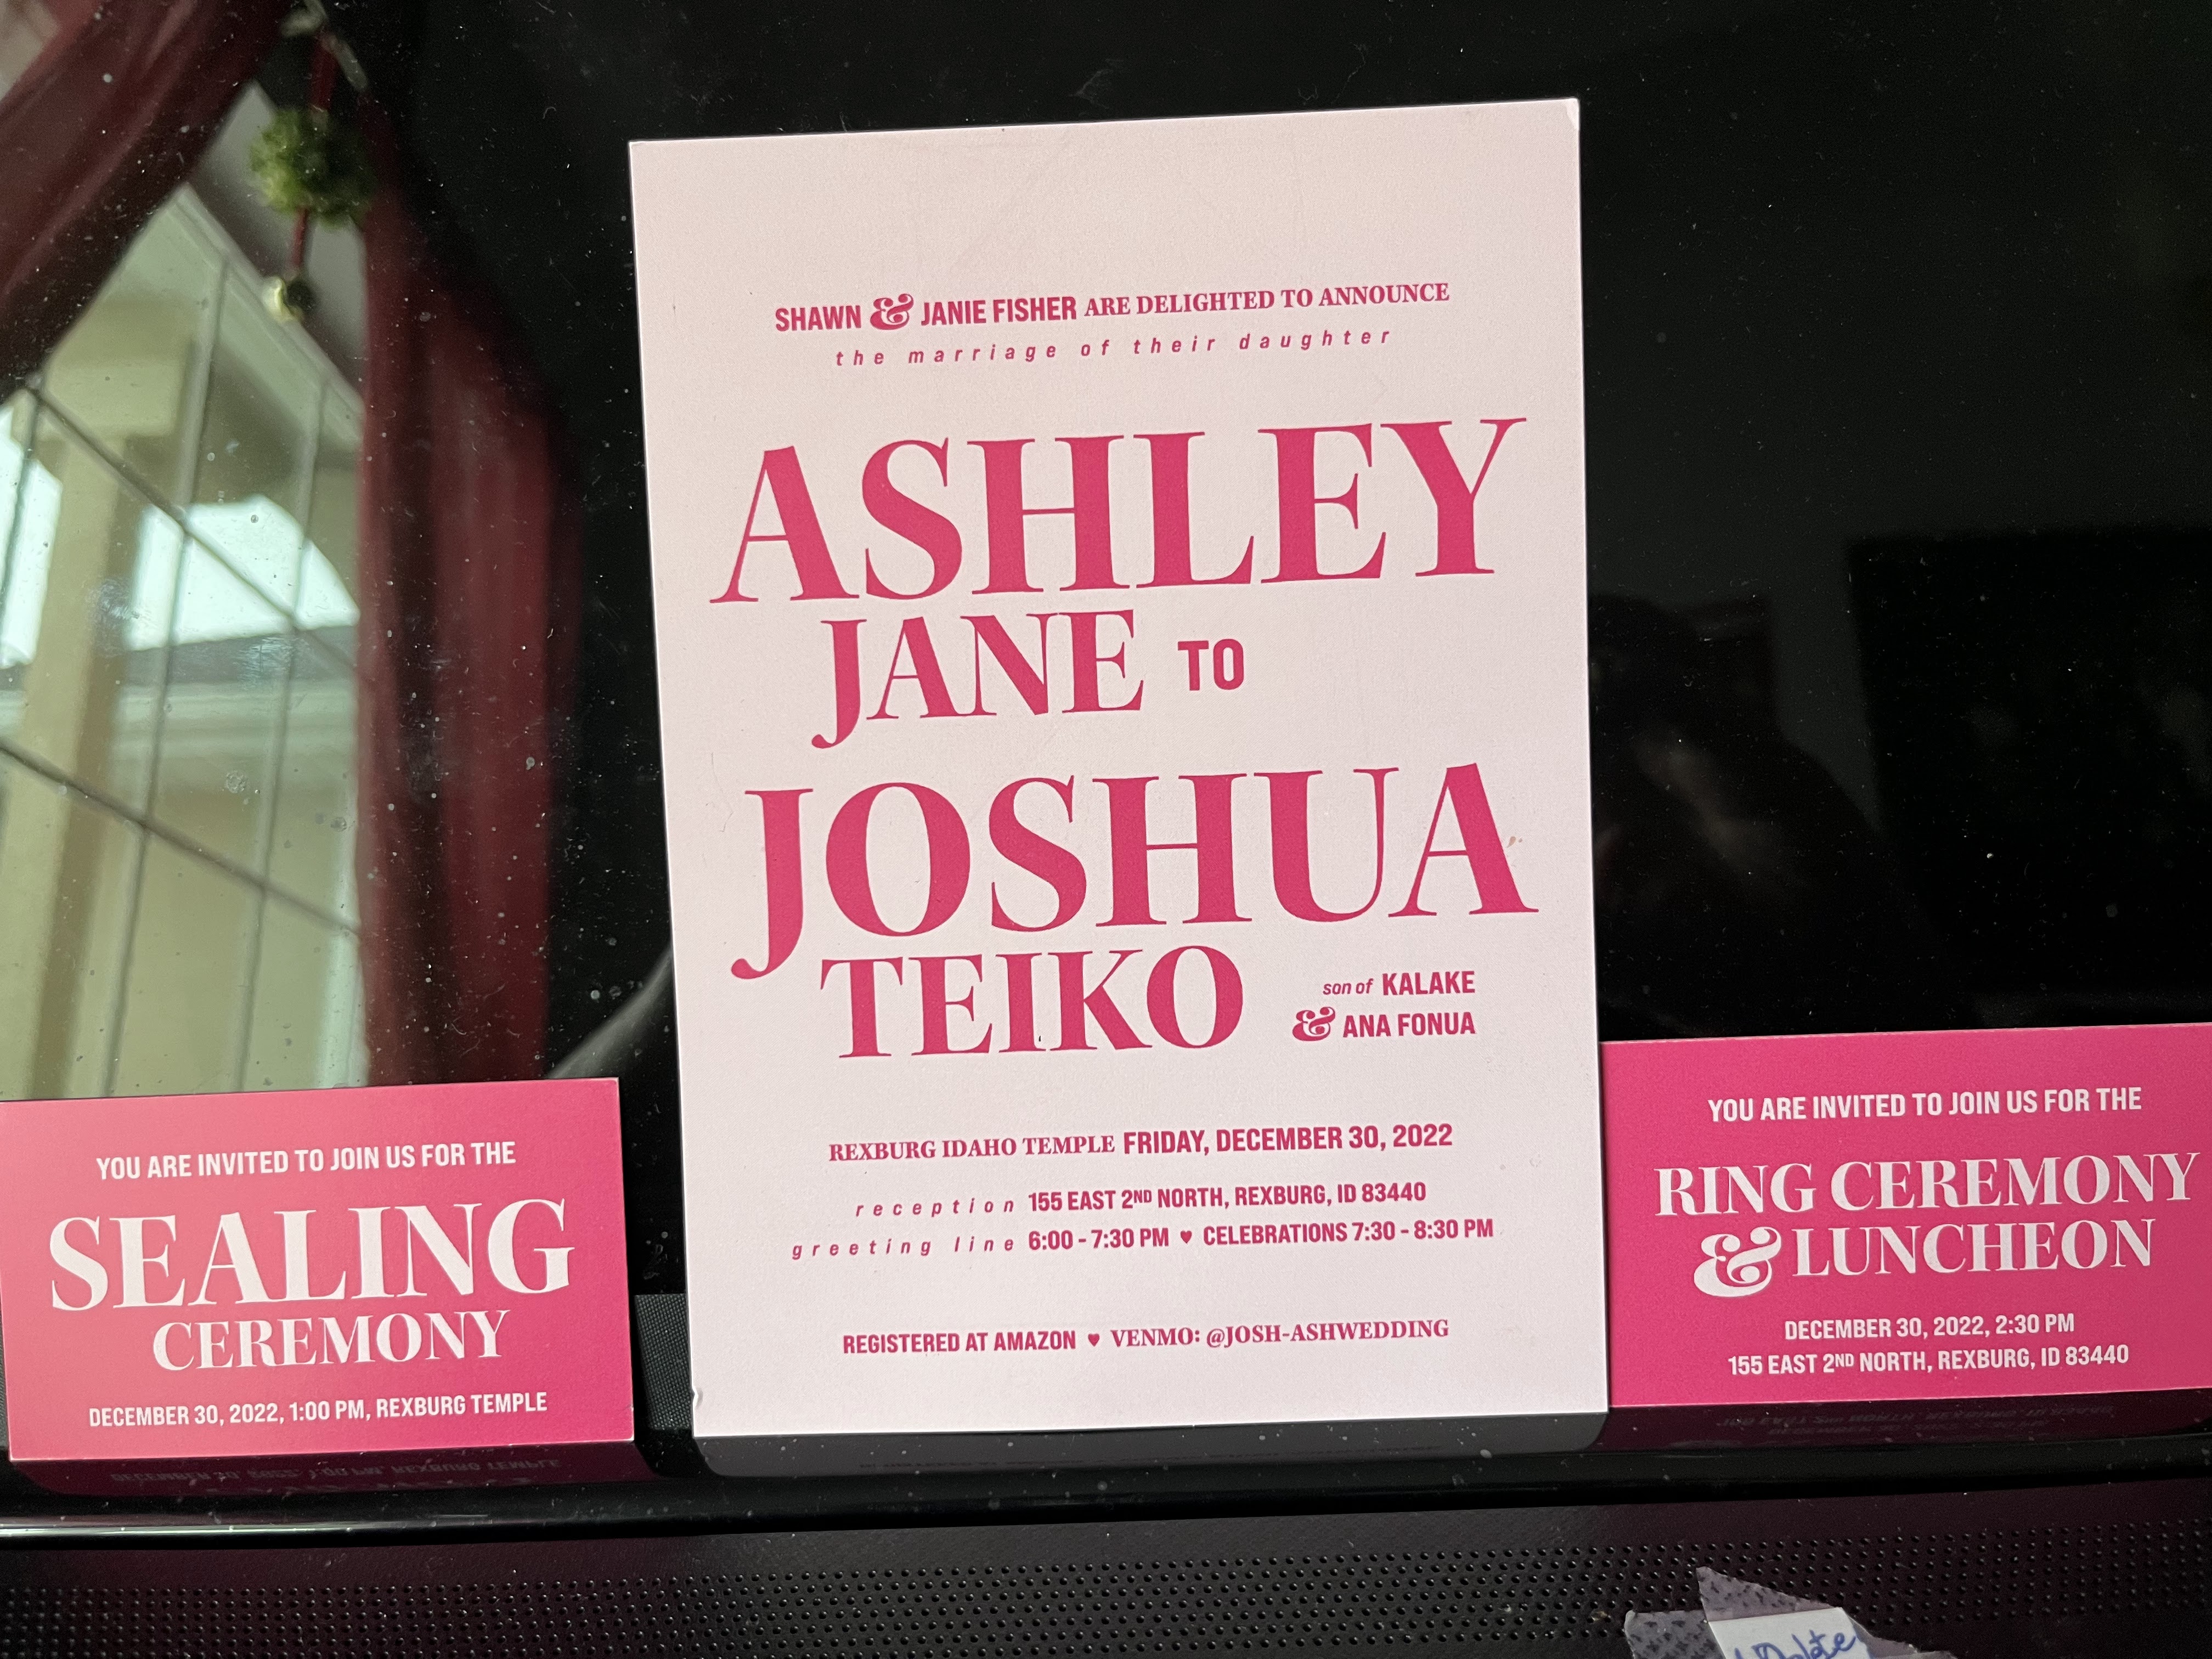 SHAWN & JANIE FISHER ARE DELIGHTED TO ANNOUNCE
the marriage of their daughter
ASHLEY
JANE TO
JOSHUA
TEIKO
son of KALAKE
& ANA FONUA
REXBURG IDAHO TEMPLE FRIDAY, DECEMBER 30, 2022
reception 155 EAST 2ND NORTH, REXBURG, ID 83440
greeting line 6:00 - 7:30 PM ♥ CELEBRATIONS 7:30 - 8:30 PM
REGISTERED AT AMAZON ♥ VENMO: @JOSH-ASHWEDDING
YOU ARE INVITED TO JOIN US FOR THE
SEALING
CEREMONY
DECEMBER 30, 2022, 1:00 PM, REXBURG TEMPLE
YOU ARE INVITED TO JOIN US FOR THE
RING CEREMONY
& LUNCHEON
DECEMBER 30, 2022, 2:30 PM
155 EAST 2ND NORTH, REXBURG, ID 83440